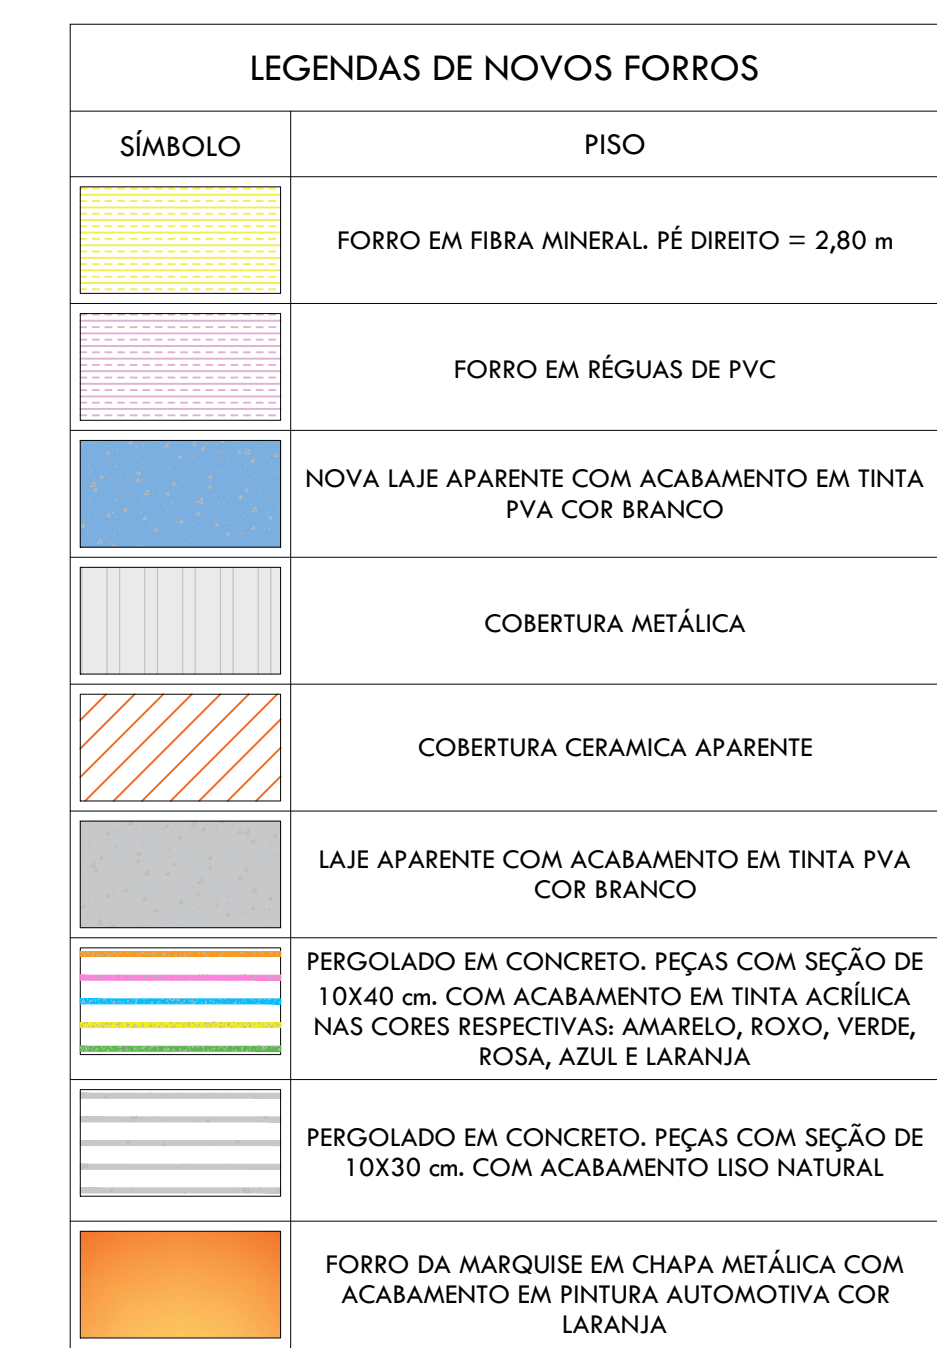 LEGENDAS DE NOVOS FORROS
SÍMBOLO
PISO
FORRO EM FIBRA MINERAL. PÉ DIREITO = 2,80 m
FORRO EM RÉGUAS DE PVC
NOVA LAJE APARENTE COM ACABAMENTO EM TINTA
PVA COR BRANCO
COBERTURA METÁLICA
COBERTURA CERAMICA APARENTE
LAJE APARENTE COM ACABAMENTO EM TINTA PVA
COR BRANCO
PERGOLADO EM CONCRETO. PEÇAS COM SEÇÃO DE
10X40 cm. COM ACABAMENTO EM TINTA ACRÍLICA
NAS CORES RESPECTIVAS: AMARELO, ROXO, VERDE,
ROSA, AZUL E LARANJA
PERGOLADO EM CONCRETO. PEÇAS COM SEÇÃO DE
10X30 cm. COM ACABAMENTO LISO NATURAL
FORRO DA MARQUISE EM CHAPA METÁLICA COM
ACABAMENTO EM PINTURA AUTOMOTIVA COR
LARANJA